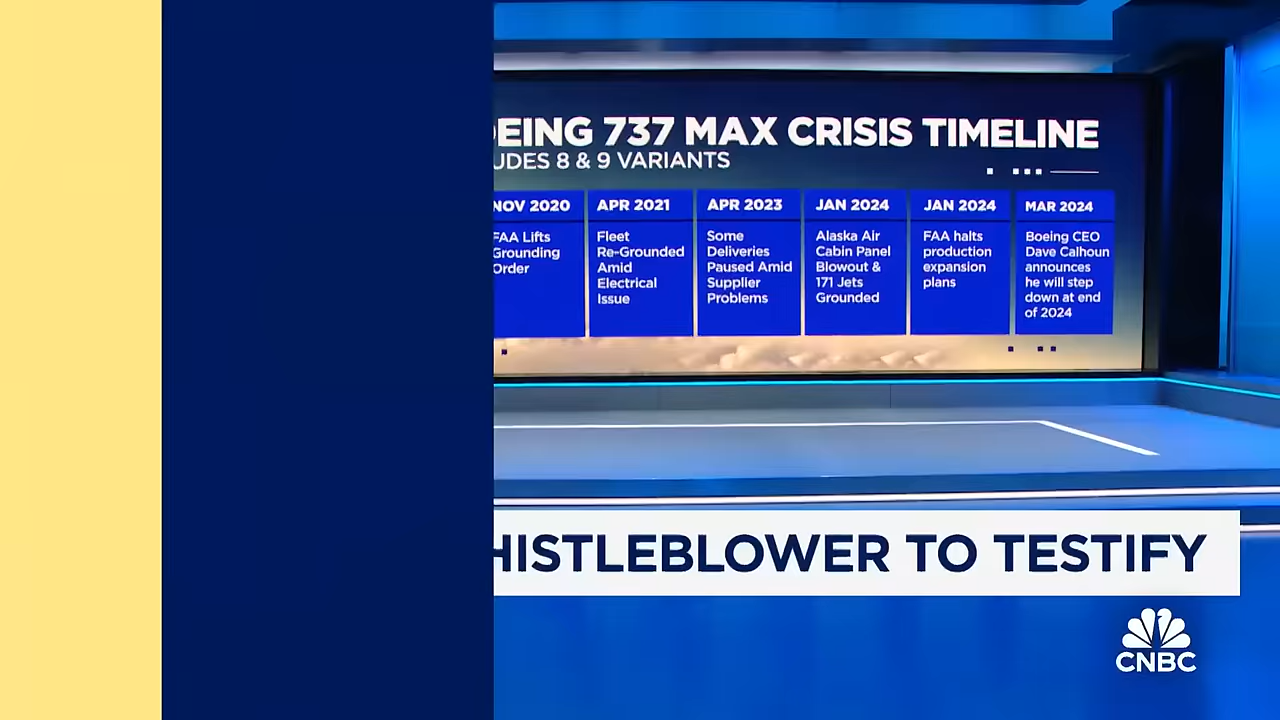 EING 737 MAX CRISIS TIMELINE
UDES 8 & 9 VARIANTS
NOV 2020
FAA Lifts
Grounding
Order
APR 2021
Fleet
Re-Grounded
Amid
Electrical
Issue
APR 2023
Some
Deliveries
Paused Amid
Supplier
Problems
JAN 2024
Alaska Air
Cabin Panel
Blowout &
171 Jets
Grounded
JAN 2024
FAA halts
production
expansion
plans
MAR 2024
Boeing CEO
Dave Calhoun
announces
he will step
down at end
of 2024
HISTLEBLOWER TO TESTIFY
CNBC